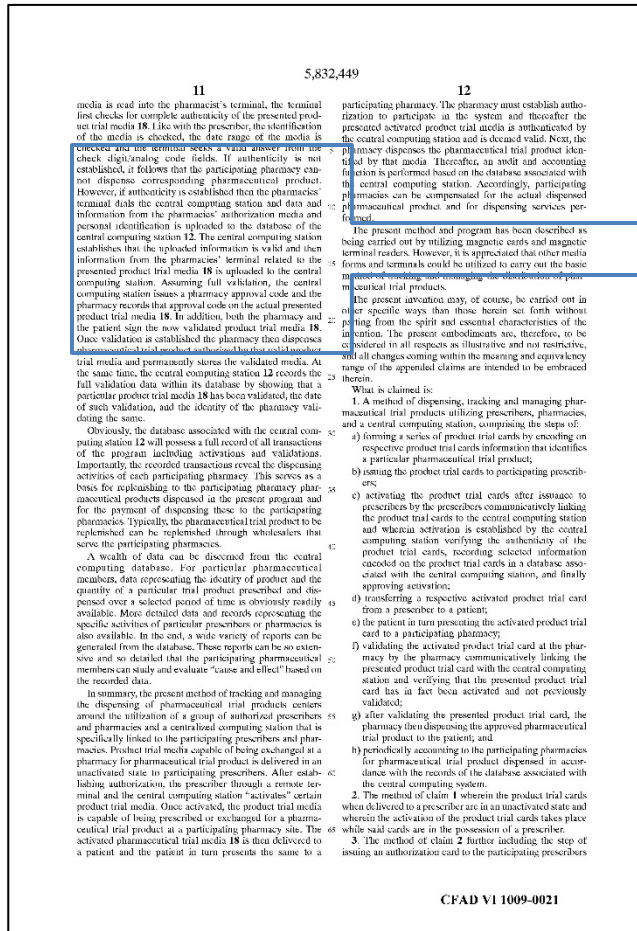 5,832,449
11
media is read into the pharmacist's terminal, the terminal
first checks for complete authenticity of the presented prod-
uct trial media 18. Like with the prescriber, the identification
of the media is checked, the date range of the media is
checked and the terminal seeks a valid answer from the
check digit/analog code fields. If authenticity is not
established, it follows that the participating pharmacy can-
not dispense corresponding pharmaceutical product.
However, if authenticity is established then the pharmacies'
terminal dials the central computing station and data and
information from the pharmacies' authorization media and
personal identification is uploaded to the database of the
central computing station 12. The central computing station
establishes that the uploaded information is valid and then
information from the pharmacies' terminal related to the
presented product trial media 18 is uploaded to the central
computing station. Assuming full validation, the central
computing station issues a pharmacy approval code and the
pharmacy records that approval code on the actual presented
product trial media 18. In addition, both the pharmacy and
the patient sign the now validated product trial media 18.
Once validation is established the pharmacy then dispenses
pharmaceutical trial product authorized by that valid product
trial media and permanently stores the validated media. At
the same time, the central computing station 12 records the
full validation data within its database by showing that a
particular product trial media 18 has been validated, the date
of such validation, and the identity of the pharmacy vali-
dating the same.
Obviously, the database associated with the central com-
puting station 12 will possess a full record of all transactions
of the program including activations and validations.
Importantly, the recorded transactions reveal the dispensing
activities of each participating pharmacy. This serves as a
basis for replenishing to the participating pharmacy phar-
maceutical products dispensed in the present program and
for the payment of dispensing these to the participating
pharmacies. Typically, the pharmaceutical trial product to be
replenished can be replenished through wholesalers that
serve the participating pharmacies.
A wealth of data can be discerned from the central
computing database. For particular pharmaceutical
members, data representing the identity of product and the
quantity of a particular trial product prescribed and dis-
pensed over a selected period of time is obviously readily
available. More detailed data and records representing the
specific activities of particular prescribers or pharmacies is
also available. In the end, a wide variety of reports can be
generated from the database. These reports can be so exten-
sive and so detailed that the participating pharmaceutical
members can study and evaluate "cause and effect" based on
the recorded data.
In summary, the present method of tracking and managing
the dispensing of pharmaceutical trial products centers
around the utilization of a group of authorized prescribers
and pharmacies and a centralized computing station that is
specifically linked to the participating prescribers and phar-
macies. Product trial media capable of being exchanged at a
pharmacy for pharmaceutical trial product is delivered in an
unactivated state to participating prescribers. After estab-
lishing authorization, the prescriber through a remote ter-
minal and the central computing station "activates" certain
product trial media. Once activated, the product trial media
is capable of being prescribed or exchanged for a pharma-
ceutical trial product at a participating pharmacy site. The
activated pharmaceutical trial media 18 is then delivered to
a patient and the patient in turn presents the same to a
5
10
15
20
25
30
35
40
45
50
55
60
65
12
participating pharmacy. The pharmacy must establish autho-
rization to participate in the system and thereafter the
presented activated product trial media is authenticated by
the central computing station and is deemed valid. Next, the
pharmacy dispenses the pharmaceutical trial product iden-
tified by that media. Thereafter, an audit and accounting
function is performed based on the database associated with
the central computing station. Accordingly, participating
pharmacies can be compensated for the actual dispensed
pharmaceutical product and for dispensing services per-
formed.
The present method and program has been described as
being carried out by utilizing magnetic cards and magnetic
terminal readers. However, it is appreciated that other media
forms and terminals could be utilized to carry out the basic
method of tracking and managing the distribution of phar-
maceutical trial products.
The present invention may, of course, be carried out in
other specific ways than those herein set forth without
parting from the spirit and essential characteristics of the
invention. The present embodiments are, therefore, to be
considered in all respects as illustrative and not restrictive,
and all changes coming within the meaning and equivalency
range of the appended claims are intended to be embraced
therein.
What is claimed is:
1. A method of dispensing, tracking and managing phar-
maceutical trial products utilizing prescribers, pharmacies,
and a central computing station, comprising the steps of:
a) forming a series of product trial cards by encoding on
respective product trial cards information that identifies
a particular pharmaceutical trial product;
b) issuing the product trial cards to participating prescrib-
ers;
c) activating the product trial cards after issuance to
prescribers by the prescribers communicatively linking
the product trial cards to the central computing station
and wherein activation is established by the central
computing station verifying the authenticity of the
product trial cards, recording selected information
encoded on the product trial cards in a database asso-
ciated with the central computing station, and finally
approving activation;
d) transferring a respective activated product trial card
from a prescriber to a patient;
e) the patient in turn presenting the activated product trial
card to a participating pharmacy;
f) validating the activated product trial card at the phar-
macy by the pharmacy communicatively linking the
presented product trial card with the central computing
station and verifying that the presented product trial
card has in fact been activated and not previously
validated;
g) after validating the presented product trial card, the
pharmacy then dispensing the approved pharmaceutical
trial product to the patient; and
h) periodically accounting to the participating pharmacies
for pharmaceutical trial product dispensed in accor-
dance with the records of the database associated with
the central computing system.
2. The method of claim 1 wherein the product trial cards
when delivered to a prescriber are in an unactivated state and
wherein the activation of the product trial cards takes place
while said cards are in the possession of a prescriber.
3. The method of claim 2 further including the step of
issuing an authorization card to the participating prescribers
CFAD VI 1009-0021